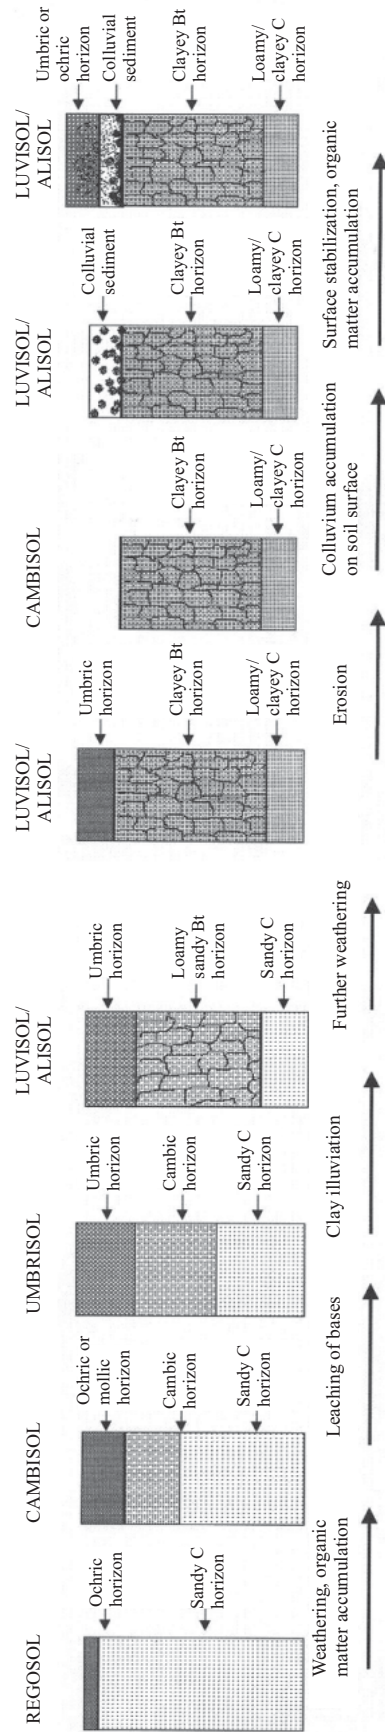 REGOSOL
Ochric
horizon
Sandy C
horizon
Weathering, organic
matter accumulation
CAMBISOL
Ochric or
mollic
horizon
Cambic
horizon
Sandy C
horizon
Leaching of bases
UMBRISOL
Umbric
horizon
Cambic
horizon
Sandy C
horizon
Clay illuviation
LUVISOL/
ALISOL
Umbric
horizon
Loamy
sandy Bt
horizon
Sandy C
horizon
Further weathering
LUVISOL/
ALISOL
Umbric
horizon
Clayey Bt
horizon
Loamy/
clayey C
horizon
Erosion
CAMBISOL
Clayey Bt
horizon
Loamy/
clayey C
horizon
Colluvium accumulation
on soil surface
LUVISOL/
ALISOL
Colluvial
sediment
Clayey Bt
horizon
Loamy/
clayey C
horizon
Surface stabilization, organic
matter accumulation
LUVISOL/
ALISOL
Umbric or
ochric
horizon
Colluvial
sediment
Clayey Bt
horizon
Loamy/
clayey C
horizon